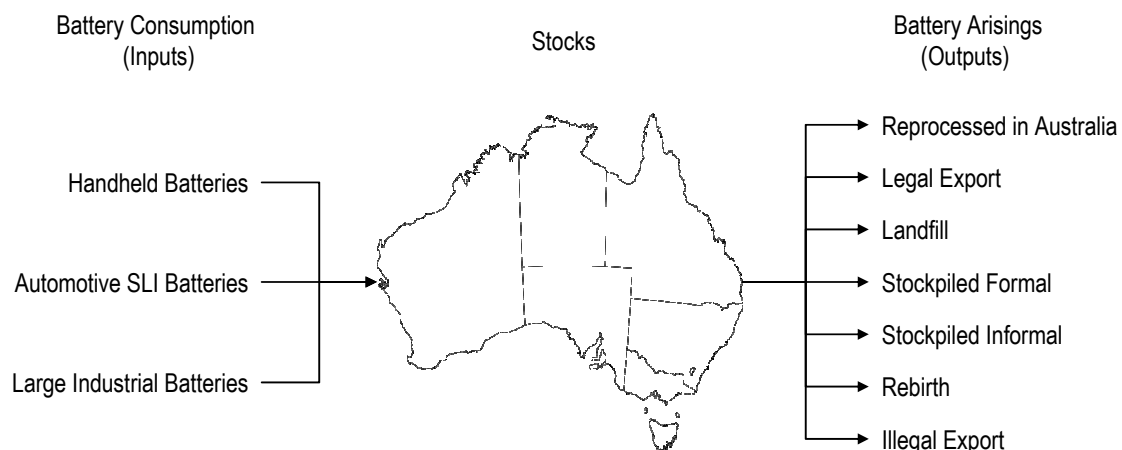 Battery Consumption
(Inputs)
Stocks
Battery Arisings
(Outputs)
Handheld Batteries
Automotive SLI Batteries
Large Industrial Batteries
Reprocessed in Australia
Legal Export
Landfill
Stockpiled Formal
Stockpiled Informal
Rebirth
Illegal Export